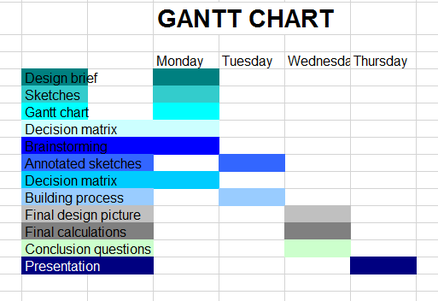 GANTT CHART
Monday Tuesday Wednesda Thursday
Design brief
Sketches
Gantt chart
Decision matrix
Brainstorming
Annotated sketches
Decision matrix
Building process
Final design picture
Final calculations
Conclusion questions
Presentation